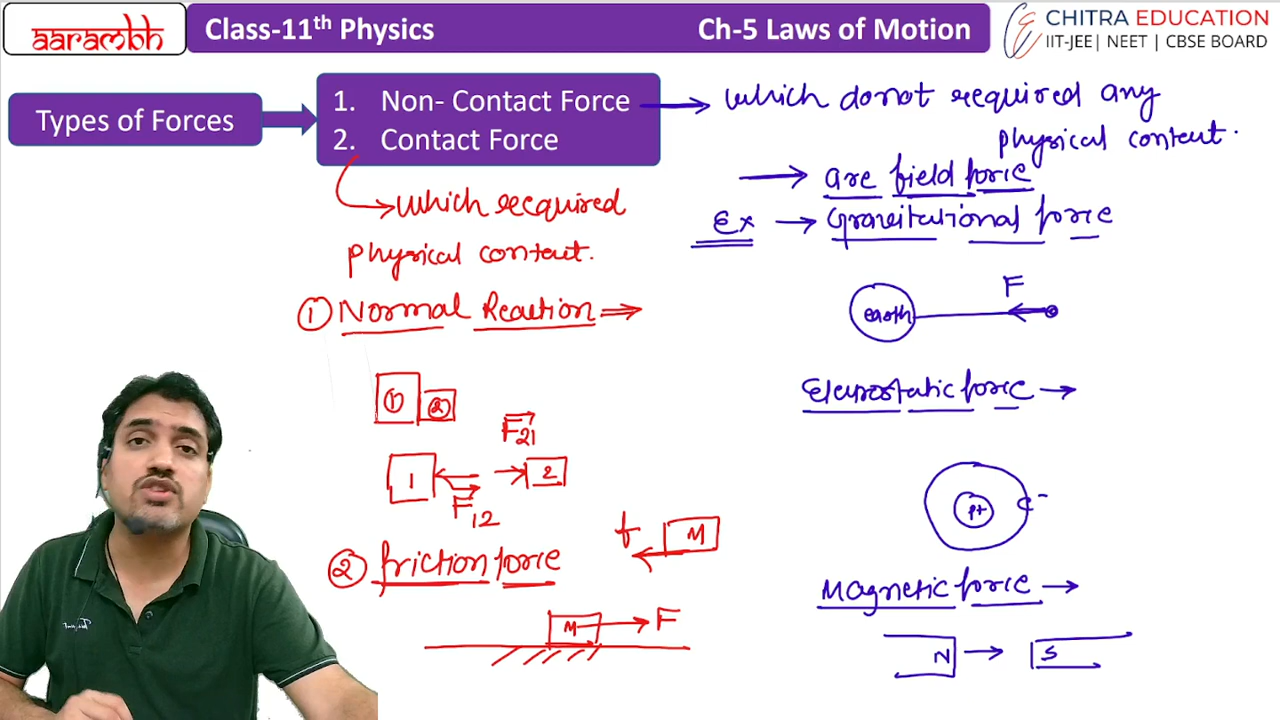 aarambh
Class-11th Physics
Ch-5 Laws of Motion
CHITRA EDUCATION
IIT-JEE| NEET | CBSE BOARD
Types of Forces
1. Non- Contact Force
2. Contact Force
which donot required any
physical contact.
are field force
Ex → Gravitational force
F
earth
Electrostatic force →
p+
e-
Magnetic force →
N → S
which required
physical contact.
① Normal Reaction ⇒
① ②
F21
1 2
F12
② friction force
f M
M F